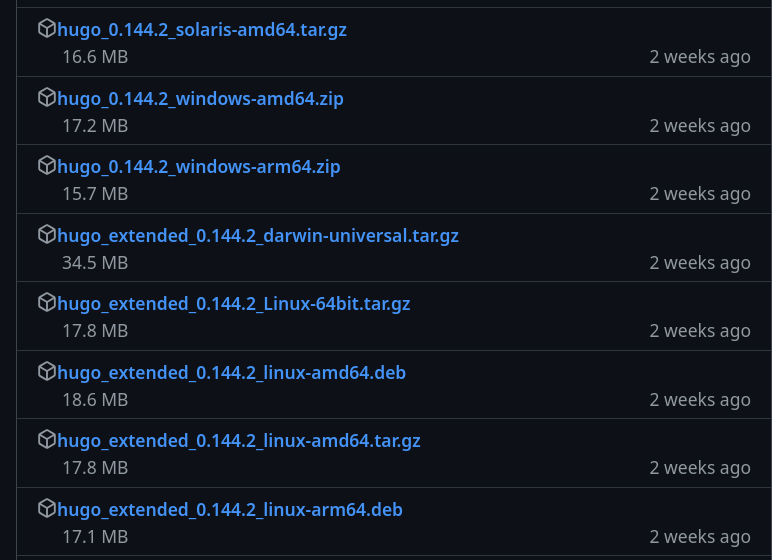 hugo_0.144.2_solaris-amd64.tar.gz
16.6 MB 2 weeks ago
hugo_0.144.2_windows-amd64.zip
17.2 MB 2 weeks ago
hugo_0.144.2_windows-arm64.zip
15.7 MB 2 weeks ago
hugo_extended_0.144.2_darwin-universal.tar.gz
34.5 MB 2 weeks ago
hugo_extended_0.144.2_Linux-64bit.tar.gz
17.8 MB 2 weeks ago
hugo_extended_0.144.2_linux-amd64.deb
18.6 MB 2 weeks ago
hugo_extended_0.144.2_linux-amd64.tar.gz
17.8 MB 2 weeks ago
hugo_extended_0.144.2_linux-arm64.deb
17.1 MB 2 weeks ago